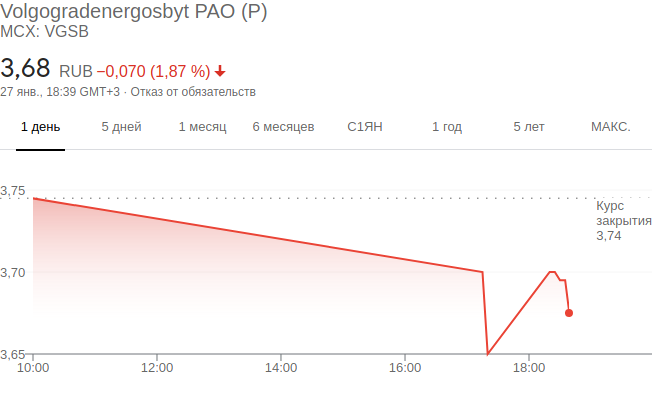 Volgogradenergosbyt PAO (P)
MCX: VGSB
3,68 RUB −0,070 (1,87 %)
27 янв., 18:39 GMT+3 · Отказ от обязательств
1 день 5 дней 1 месяц 6 месяцев С1ЯН 1 год 5 лет МАКС.
3,75
Курс
закрытия
3,74
3,70
3,65
10:00 12:00 14:00 16:00 18:00